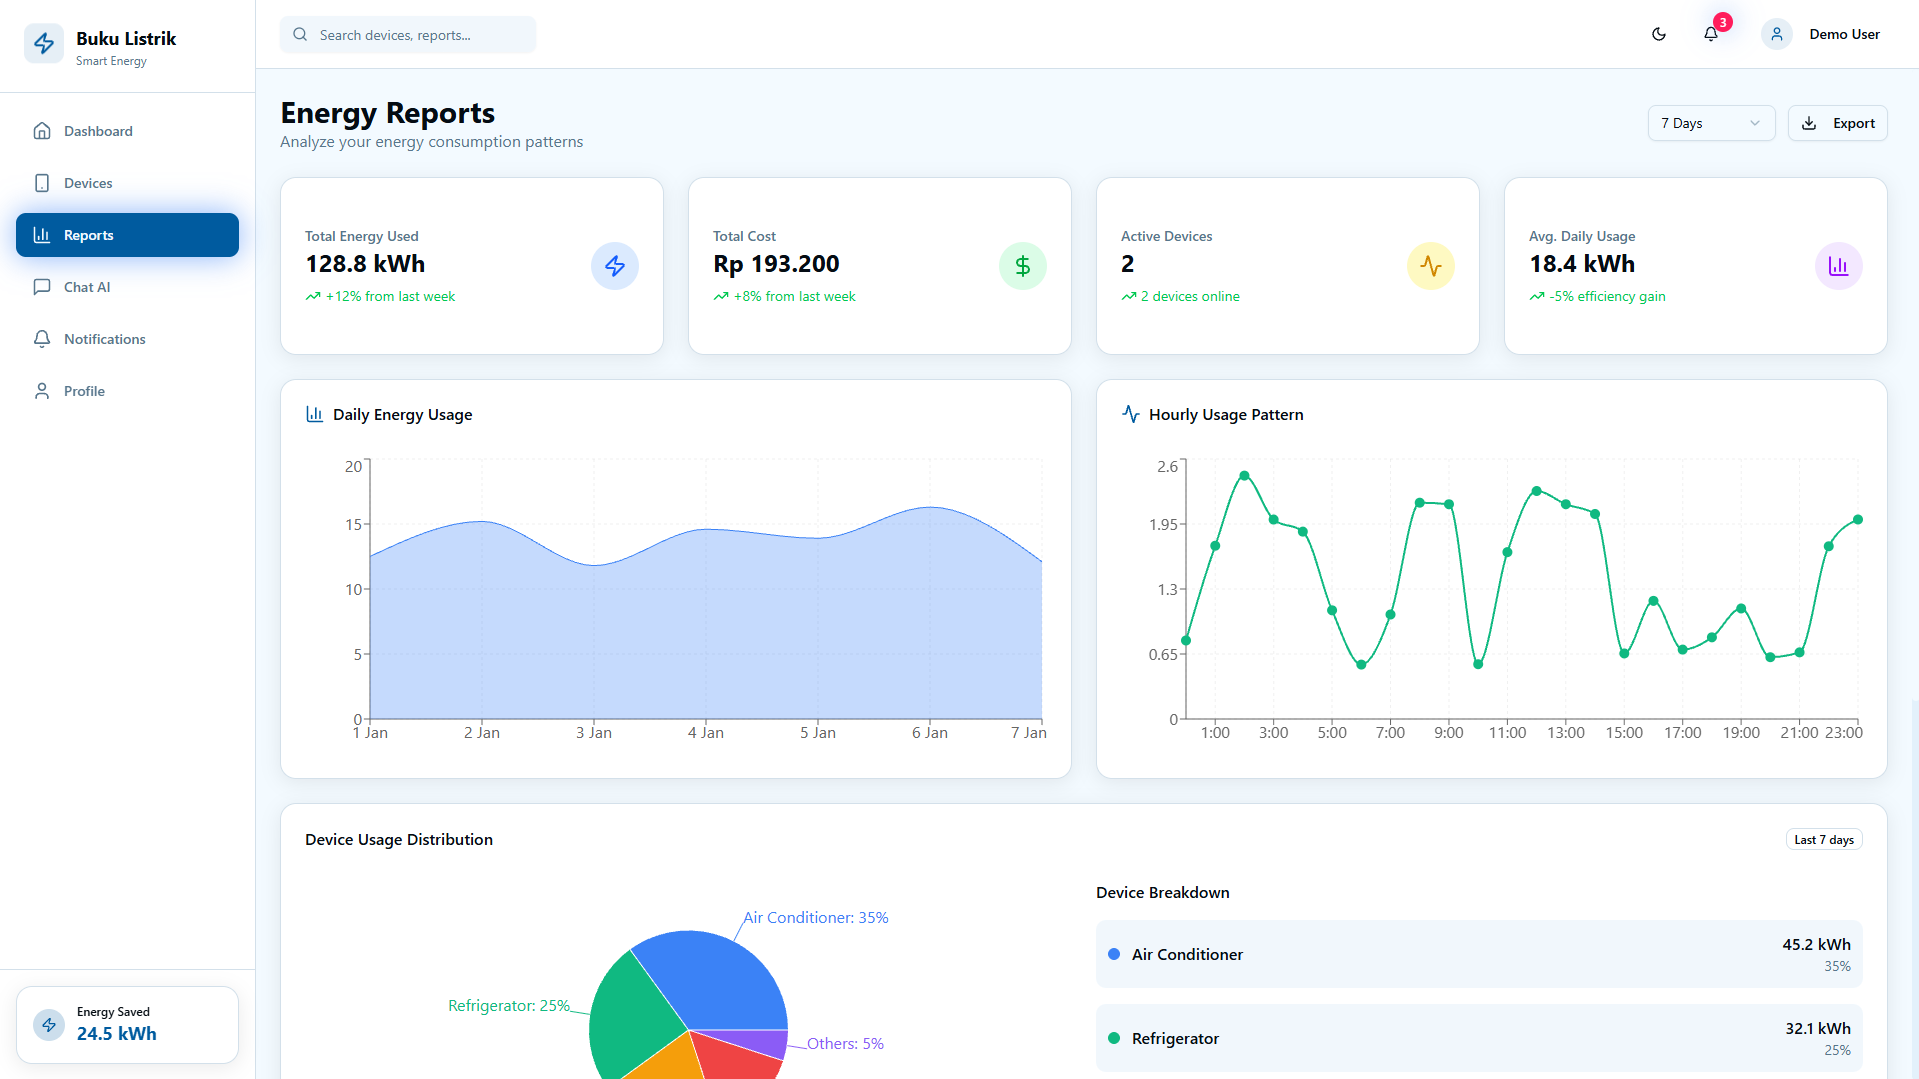 Buku Listrik
Smart Energy
Dashboard
Devices
Reports
Chat AI
Notifications
Profile
Energy Saved
24.5 kWh
Search devices, reports...
3
Demo User
Energy Reports
Analyze your energy consumption patterns
7 Days
Export
Total Energy Used
128.8 kWh
+12% from last week
Total Cost
Rp 193.200
+8% from last week
Active Devices
2
2 devices online
Avg. Daily Usage
18.4 kWh
-5% efficiency gain
Daily Energy Usage
20
15
10
5
0
1 Jan 2 Jan 3 Jan 4 Jan 5 Jan 6 Jan 7 Jan
Hourly Usage Pattern
2.6
1.95
1.3
0.65
0
1:00 3:00 5:00 7:00 9:00 11:00 13:00 15:00 17:00 19:00 21:00 23:00
Device Usage Distribution
Last 7 days
Air Conditioner: 35%
Refrigerator: 25%
Others: 5%
Device Breakdown
Air Conditioner
45.2 kWh
35%
Refrigerator
32.1 kWh
25%